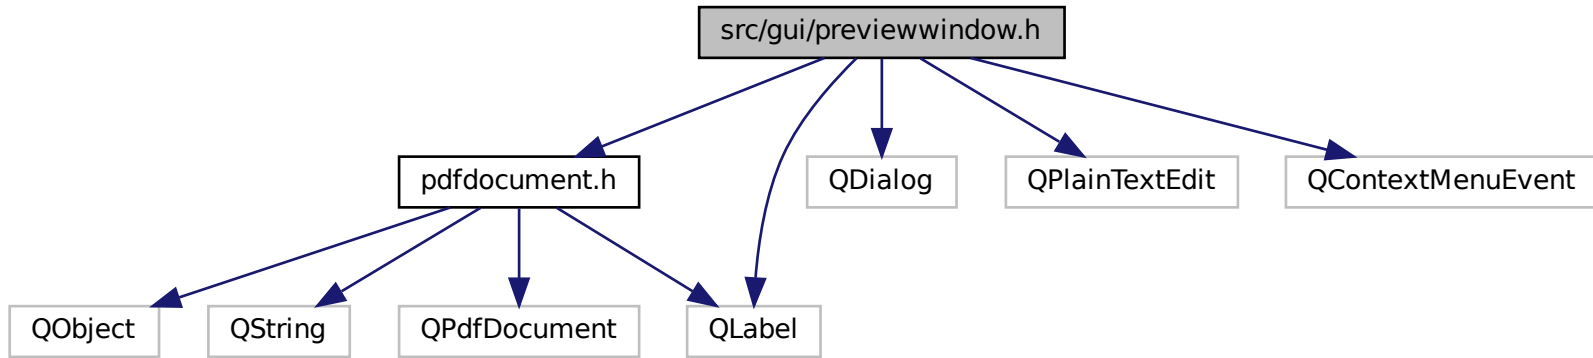 src/gui/previewwindow.h
pdfdocument.h
QDialog
QPlainTextEdit
QContextMenuEvent
QObject
QString
QPdfDocument
QLabel